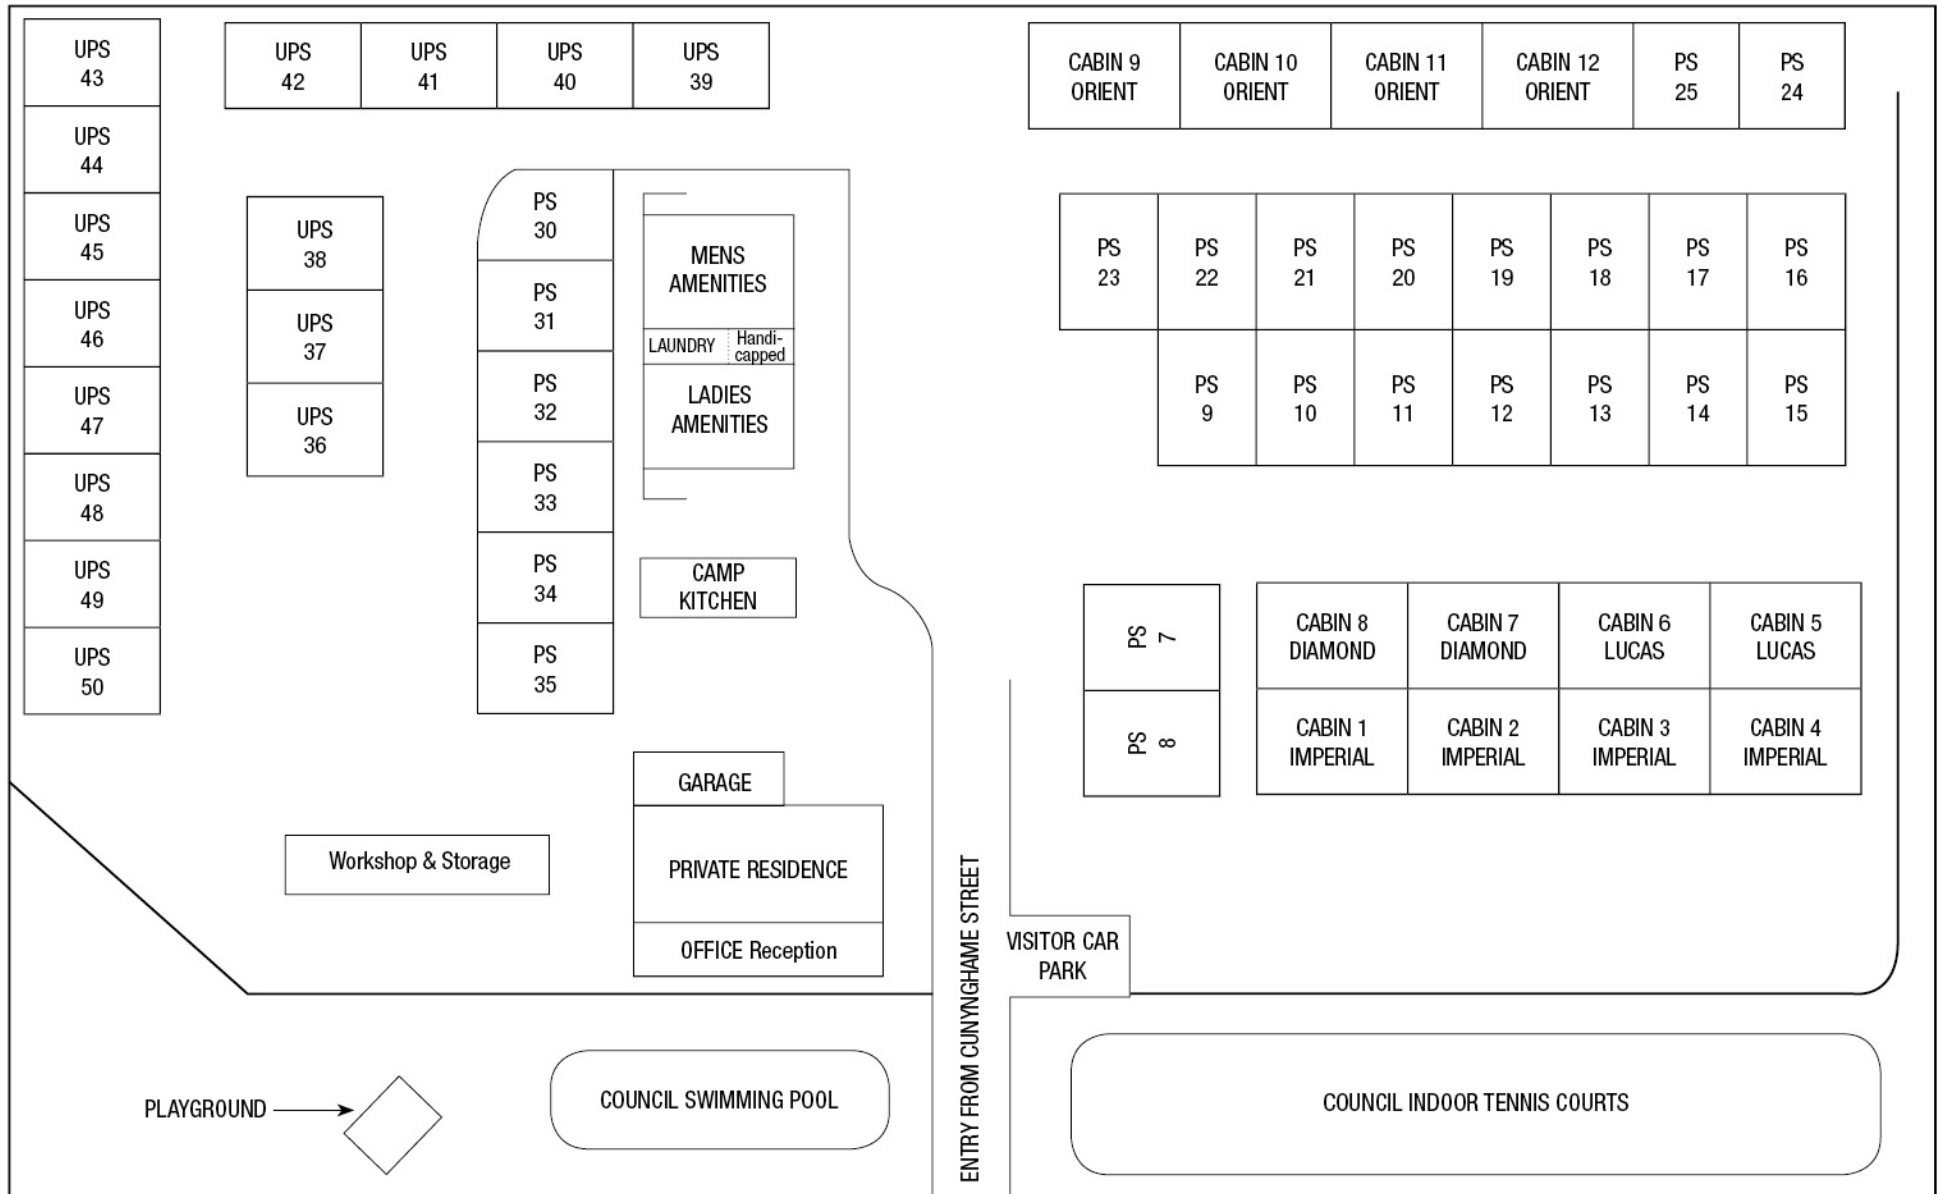 UPS
43
UPS
44
UPS
45
UPS
46
UPS
47
UPS
48
UPS
49
UPS
50
UPS
42
UPS
41
UPS
40
UPS
39
UPS
38
UPS
37
UPS
36
PS
30
PS
31
PS
32
PS
33
PS
34
PS
35
MENS
AMENITIES
LAUNDRY
Handi-
capped
LADIES
AMENITIES
CAMP
KITCHEN
GARAGE
PRIVATE RESIDENCE
OFFICE Reception
Workshop & Storage
CABIN 9
ORIENT
CABIN 10
ORIENT
CABIN 11
ORIENT
CABIN 12
ORIENT
PS
25
PS
24
PS
23
PS
22
PS
21
PS
20
PS
19
PS
18
PS
17
PS
16
PS
9
PS
10
PS
11
PS
12
PS
13
PS
14
PS
15
PS
7
PS
8
CABIN 8
DIAMOND
CABIN 7
DIAMOND
CABIN 6
LUCAS
CABIN 5
LUCAS
CABIN 1
IMPERIAL
CABIN 2
IMPERIAL
CABIN 3
IMPERIAL
CABIN 4
IMPERIAL
ENTRY FROM CUNYNGHAME STREET
VISITOR CAR
PARK
PLAYGROUND
COUNCIL SWIMMING POOL
COUNCIL INDOOR TENNIS COURTS